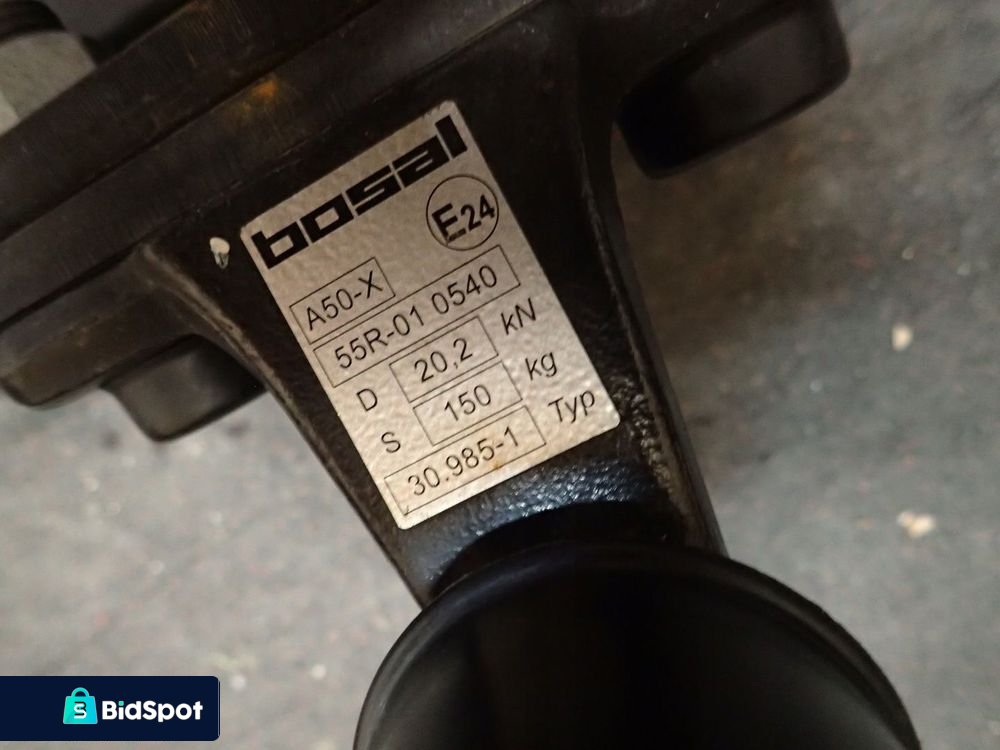 bosal
E24
A50-X
55R-01 0540
D 20,2 kN
S 150 kg
30.985-1 Typ
BidSpot